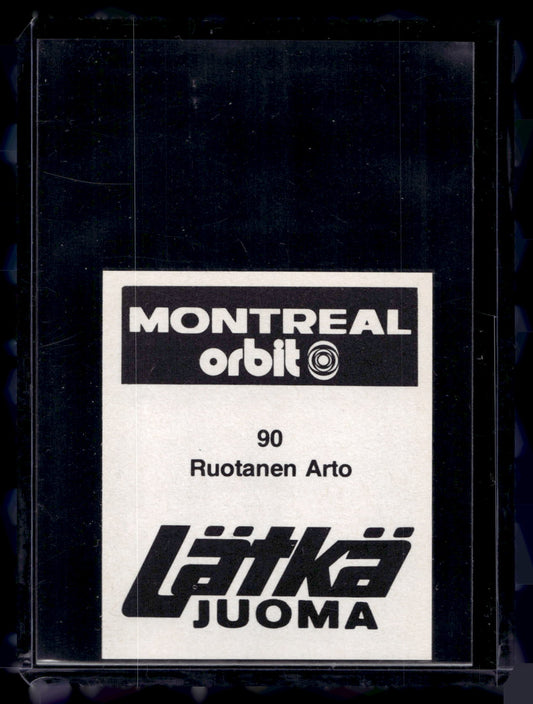 MONTREAL
orbit
90
Ruotanen Arto
Lätkä
JUOMA